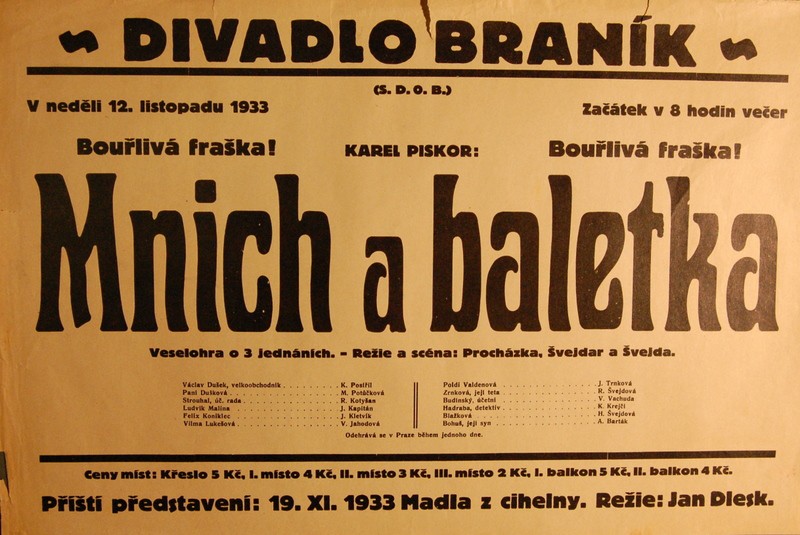 DIVADLO BRANÍK
(S. D. O. B.)
V neděli 12. listopadu 1933
Začátek v 8 hodin večer
Bouřlivá fraška!
KAREL PISKOR:
Bouřlivá fraška!
Mnich a baletka
Veselohra o 3 jednáních. - Režie a scéna: Procházka, Švejdar a Švejda.
Václav Dušek, velkoobchodník . . . . . . . . K. Postřil
Paní Dušková . . . . . . . . M. Potůčková
Strouhal, úč. rada . . . . . . . . R. Kotyšan
Ludvík Malina . . . . . . . . J. Kapitán
Felix Koníklec . . . . . . . . J. Kletvík
Vilma Lukešová . . . . . . . . V. Jahodová
Poldi Valdenová . . . . . . . . J. Trnková
Zrnková, její teta . . . . . . . . R. Švejdová
Budínský, účetní . . . . . . . . V. Vachuda
Hadraba, detektiv . . . . . . . . K. Krejčí
Blažková . . . . . . . . H. Švejdová
Bohuš, její syn . . . . . . . . A. Barták
Odehrává se v Praze během jednoho dne.
Ceny míst: Křeslo 5 Kč, I. místo 4 Kč, II. místo 3 Kč, III. místo 2 Kč, I. balkon 5 Kč, II. balkon 4 Kč.
Příští představení: 19. XI. 1933 Madla z cihelny. Režie: Jan Dlesk.